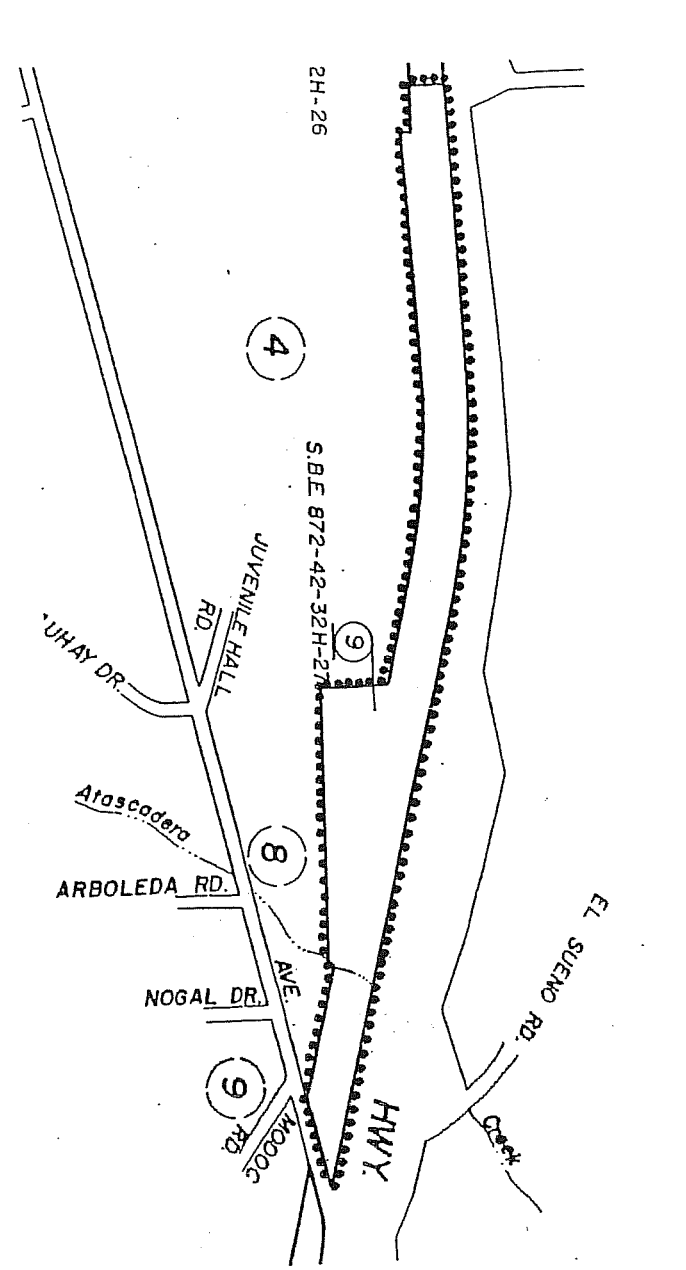 2H-26
4
S.B.E 872-42-32H-27
9
JUVENILE HALL
RD.
UHAY DR.
Atascadera
8
ARBOLEDA RD.
AVE.
NOGAL DR.
9
MODOC
RD.
HWY.
EL SUENO RD.
Creek